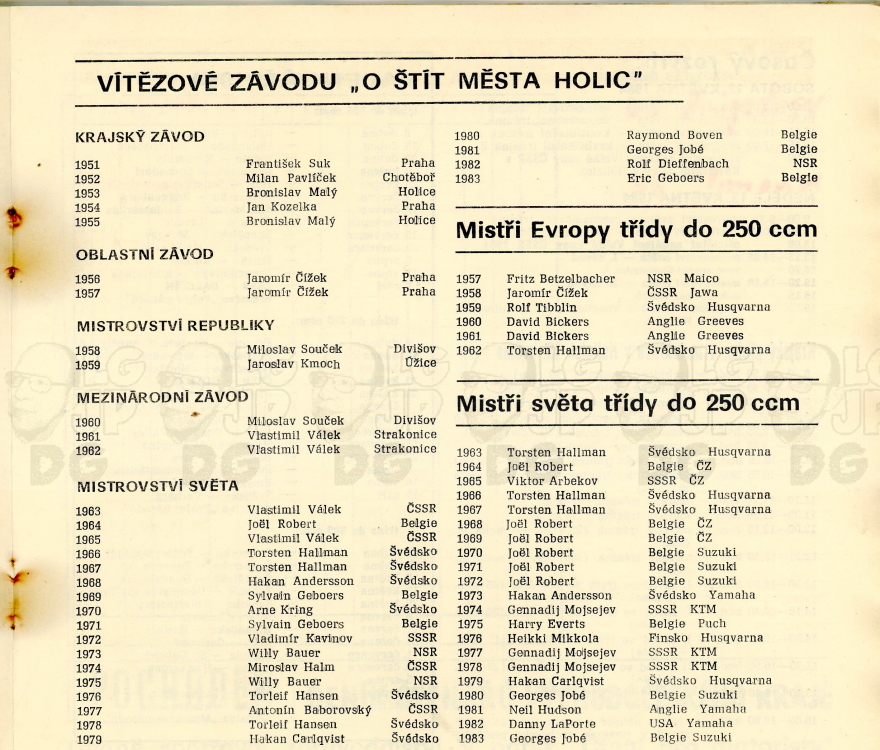 VÍTĚZOVÉ ZÁVODU „O ŠTÍT MĚSTA HOLIC”
KRAJSKÝ ZÁVOD
1951 František Suk Praha
1952 Milan Pavlíček Chotěboř
1953 Bronislav Malý Holice
1954 Jan Kozelka Praha
1955 Bronislav Malý Holice
OBLASTNÍ ZÁVOD
1956 Jaromír Čížek Praha
1957 Jaromír Čížek Praha
MISTROVSTVÍ REPUBLIKY
1958 Miloslav Souček Divišov
1959 Jaroslav Kmoch Úžice
MEZINÁRODNÍ ZÁVOD
1960 Miloslav Souček Divišov
1961 Vlastimil Válek Strakonice
1962 Vlastimil Válek Strakonice
MISTROVSTVÍ SVĚTA
1963 Vlastimil Válek ČSSR
1964 Joël Robert Belgie
1965 Vlastimil Válek ČSSR
1966 Torsten Hallman Švédsko
1967 Torsten Hallman Švédsko
1968 Hakan Andersson Švédsko
1969 Sylvain Geboers Belgie
1970 Arne Kring Švédsko
1971 Sylvain Geboers Belgie
1972 Vladimír Kavinov SSSR
1973 Willy Bauer NSR
1974 Miroslav Halm ČSSR
1975 Willy Bauer NSR
1976 Torleif Hansen Švédsko
1977 Antonín Baborovský ČSSR
1978 Torleif Hansen Švédsko
1979 Hakan Carlqvist Švédsko
1980 Raymond Boven Belgie
1981 Georges Jobé Belgie
1982 Rolf Dieffenbach NSR
1983 Eric Geboers Belgie
Mistři Evropy třídy do 250 ccm
1957 Fritz Betzelbacher NSR Maico
1958 Jaromír Čížek ČSSR Jawa
1959 Rolf Tibblin Švédsko Husqvarna
1960 David Bickers Anglie Greeves
1961 David Bickers Anglie Greeves
1962 Torsten Hallman Švédsko Husqvarna
Mistři světa třídy do 250 ccm
1963 Torsten Hallman Švédsko Husqvarna
1964 Joël Robert Belgie ČZ
1965 Viktor Arbekov SSSR ČZ
1966 Torsten Hallman Švédsko Husqvarna
1967 Torsten Hallman Švédsko Husqvarna
1968 Joël Robert Belgie ČZ
1969 Joël Robert Belgie ČZ
1970 Joël Robert Belgie Suzuki
1971 Joël Robert Belgie Suzuki
1972 Joël Robert Belgie Suzuki
1973 Hakan Andersson Švédsko Yamaha
1974 Gennadij Mojsejev SSSR KTM
1975 Harry Everts Belgie Puch
1976 Heikki Mikkola Finsko Husqvarna
1977 Gennadij Mojsejev SSSR KTM
1978 Gennadij Mojsejev SSSR KTM
1979 Hakan Carlqvist Švédsko Husqvarna
1980 Georges Jobé Belgie Suzuki
1981 Neil Hudson Anglie Yamaha
1982 Danny LaPorte USA Yamaha
1983 Georges Jobé Belgie Suzuki